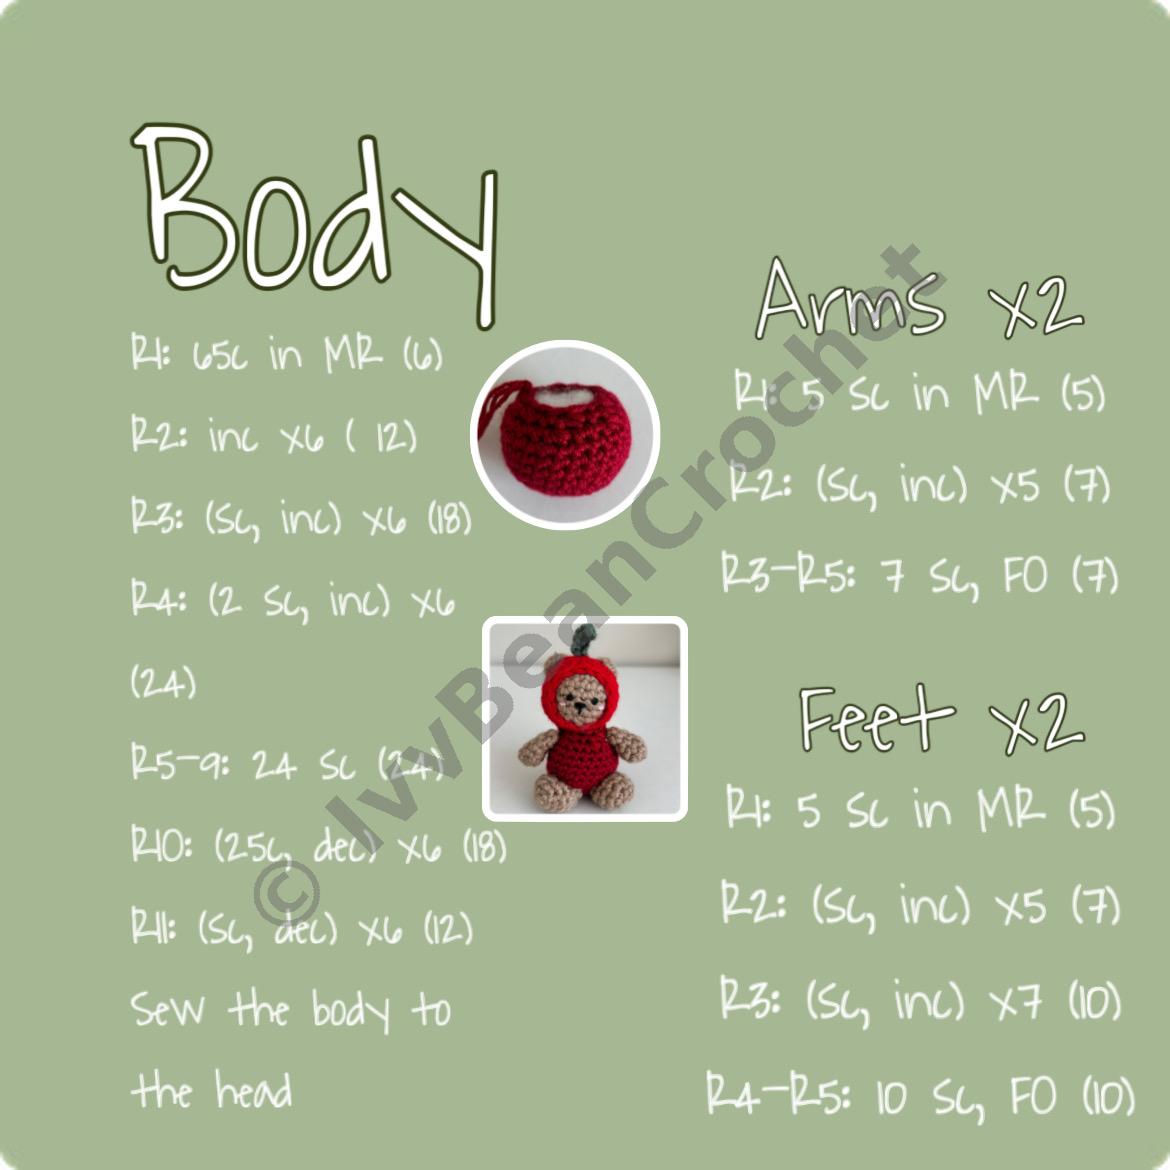 Body
R1: 6Sc in MR (6)
R2: inc x6 ( 12)
R3: (Sc, inc) x6 (18)
R4: (2 Sc, inc) x6
(24)
R5-9: 24 Sc (24)
R10: (2Sc, dec) x6 (18)
R11: (Sc, dec) x6 (12)
Sew the body to
the head
Arms x2
R1: 5 Sc in MR (5)
R2: (Sc, inc) x5 (7)
R3-R5: 7 Sc, FO (7)
Feet x2
R1: 5 Sc in MR (5)
R2: (Sc, inc) x5 (7)
R3: (Sc, inc) x7 (10)
R4-R5: 10 Sc, FO (10)
© IvvBeanCrochet